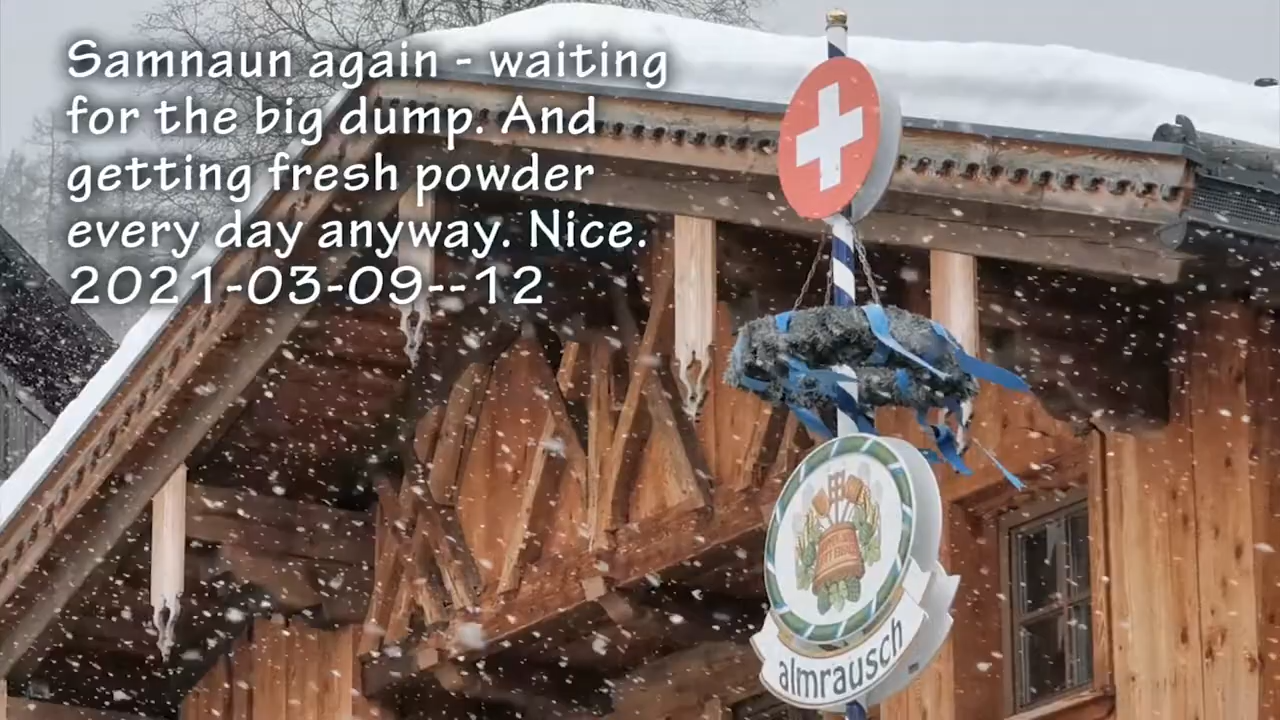 Samnaun again - waiting
for the big dump. And
getting fresh powder
every day anyway. Nice.
2021-03-09--12
almrausch